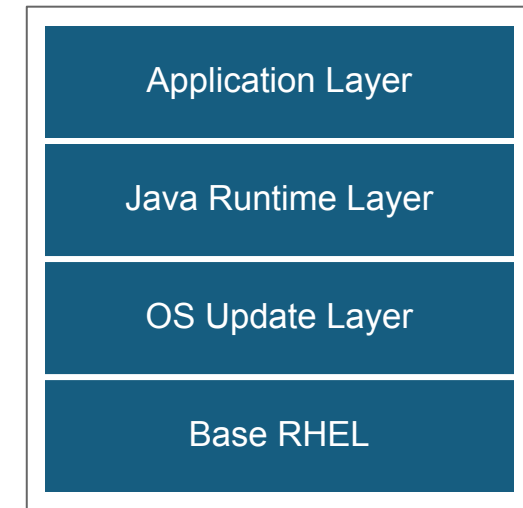 Application Layer
Java Runtime Layer
OS Update Layer
Base RHEL